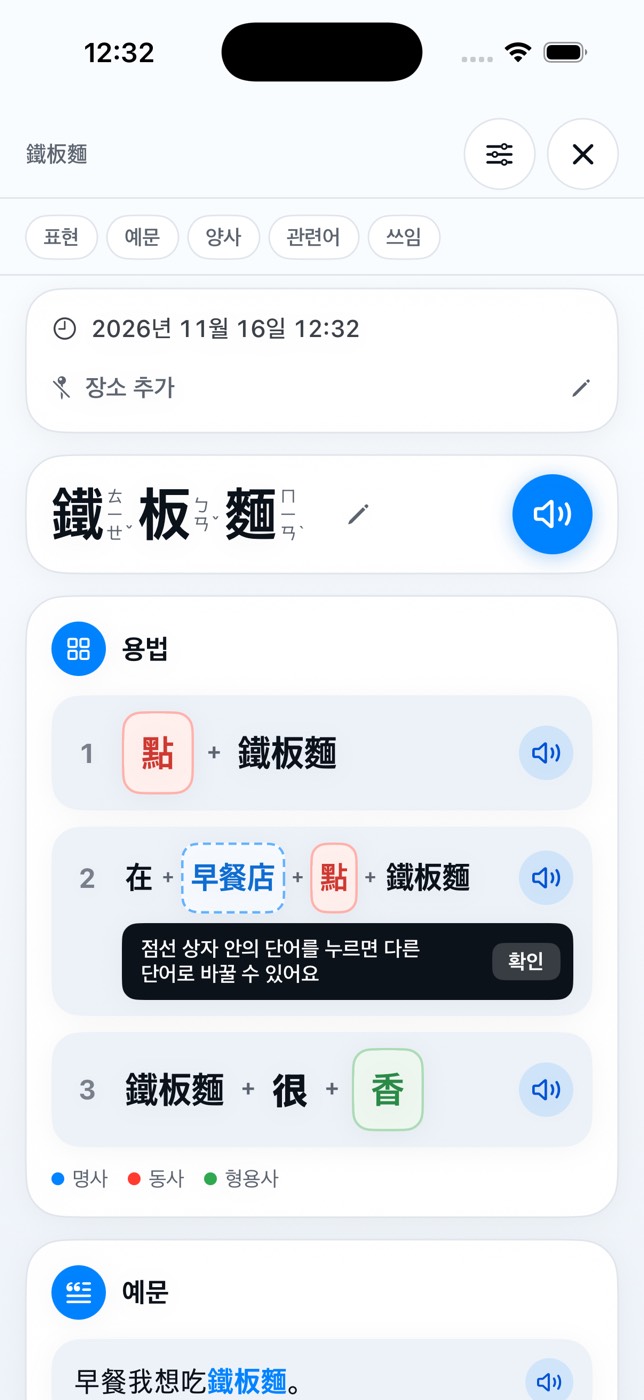 12:32
鐵板麵
표현 예문 양사 관련어 쓰임
2026년 11월 16일 12:32
장소 추가
鐵ㄊㄧㄝˇ板ㄅㄢˇ麵ㄇㄧㄢˋ
용법
1 點 + 鐵板麵
2 在 + 早餐店 + 點 + 鐵板麵
점선 상자 안의 단어를 누르면 다른
단어로 바꿀 수 있어요
확인
3 鐵板麵 + 很 + 香
명사 동사 형용사
예문
早餐我想吃鐵板麵。